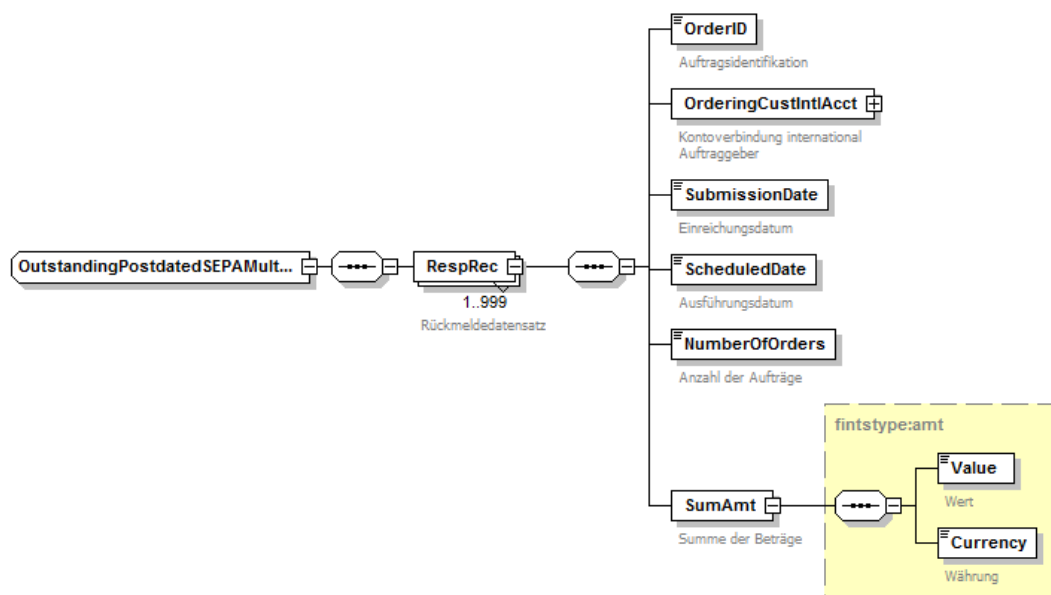 OrderID
Auftragsidentifikation
OrderingCustIntlAcct
Kontoverbindung international
Auftraggeber
SubmissionDate
Einreichungsdatum
OutstandingPostdatedSEPAMult...
RespRec
1..999
Rückmeldedatensatz
ScheduledDate
Ausführungsdatum
NumberOfOrders
Anzahl der Aufträge
fintstype:amt
Value
Wert
SumAmt
Summe der Beträge
Currency
Währung